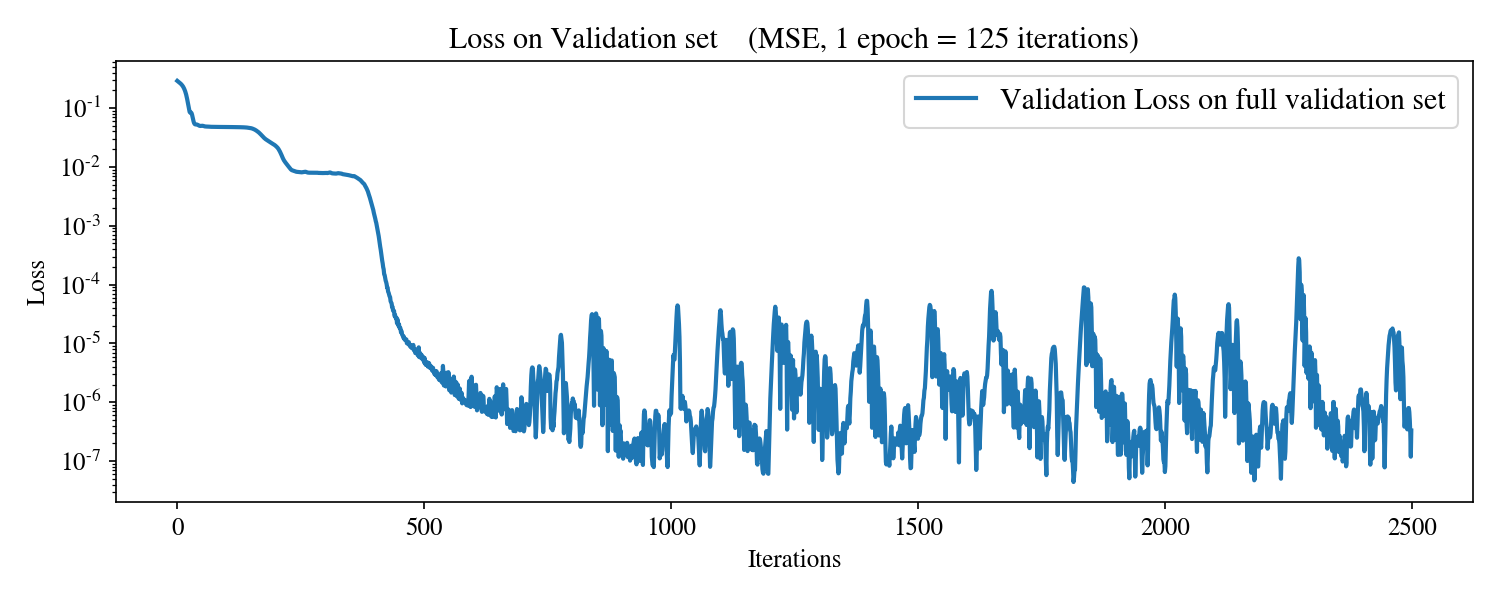 Loss on Validation set (MSE, 1 epoch = 125 iterations)
Validation Loss on full validation set
Loss
10^-1
10^-2
10^-3
10^-4
10^-5
10^-6
10^-7
0 500 1000 1500 2000 2500
Iterations